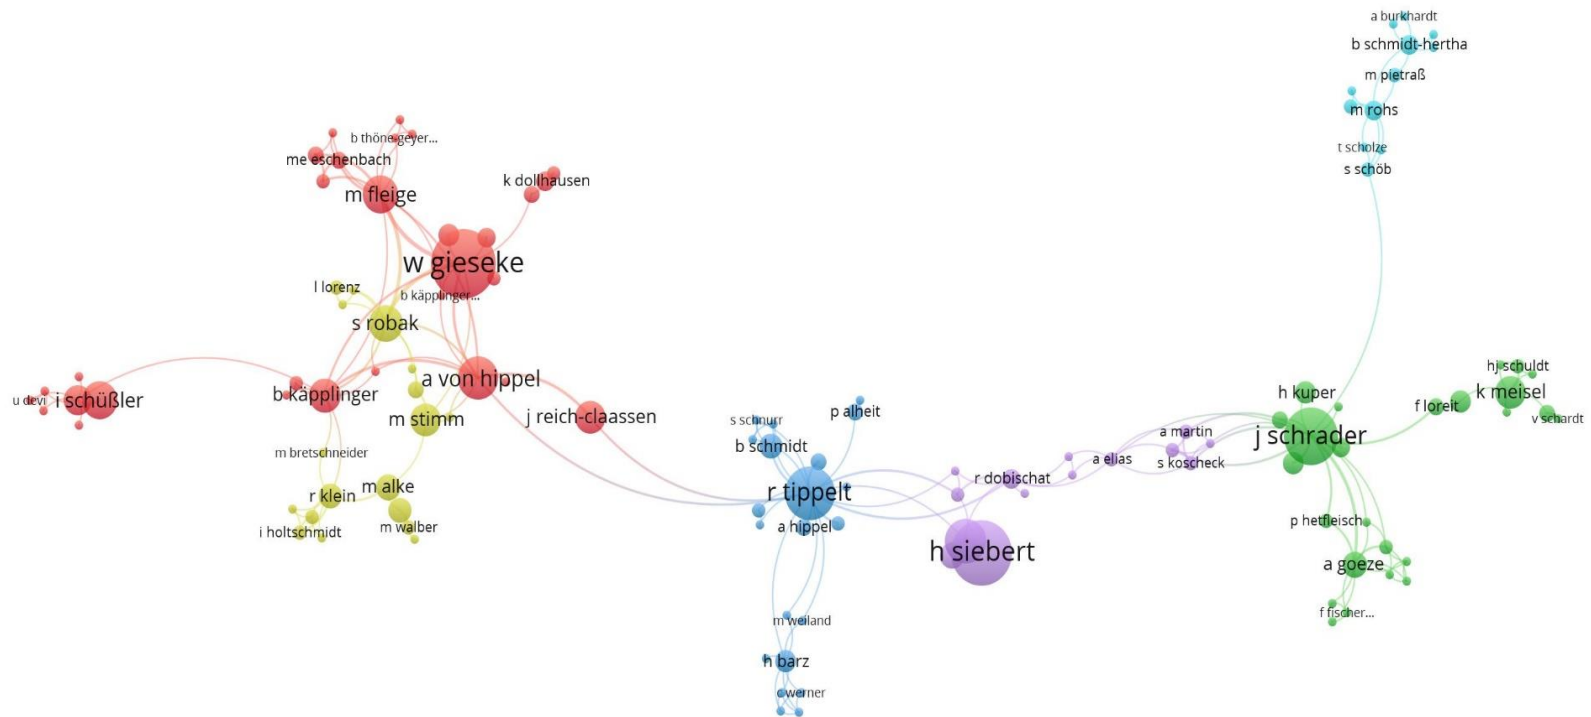 a burkhardt
b schmidt-hertha
m pietraß
m rohs
t scholze
s schöb
b thöne-geyer...
me eschenbach
m fleige
k dollhausen
w gieseke
l lorenz
b käpplinger...
s robak
a von hippel
b käpplinger
u devi
i schüßler
m stimm
j reich-claassen
m bretschneider
r klein
m alke
i holtschmidt
m walber
s schnurr
p alheit
b schmidt
r tippelt
a hippel
m weiland
h barz
c werner
r dobischat
h siebert
a elias
a martin
s koscheck
h kuper
j schrader
hj schuldt
k meisel
f loreit
v schardt
p hetfleisch
a goeze
f fischer...